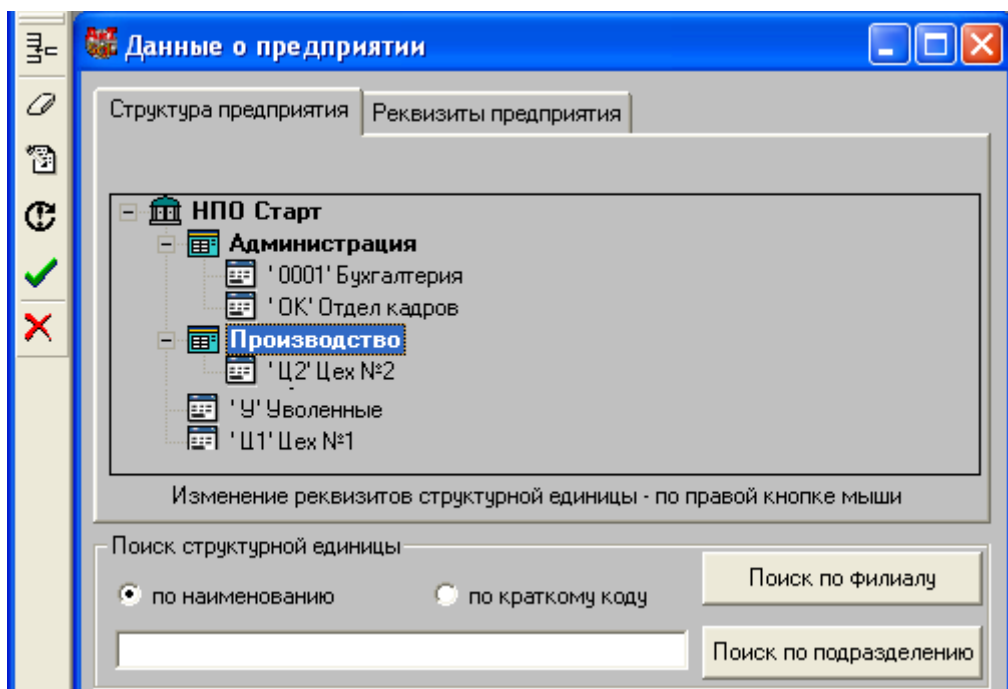 Данные о предприятии
Структура предприятия Реквизиты предприятия
НПО Старт
Администрация
'0001' Бухгалтерия
'ОК' Отдел кадров
Производство
'Ц2' Цех №2
'У' Уволенные
'Ц1' Цех №1
Изменение реквизитов структурной единицы - по правой кнопке мыши
Поиск структурной единицы
по наименованию по краткому коду Поиск по филиалу
Поиск по подразделению